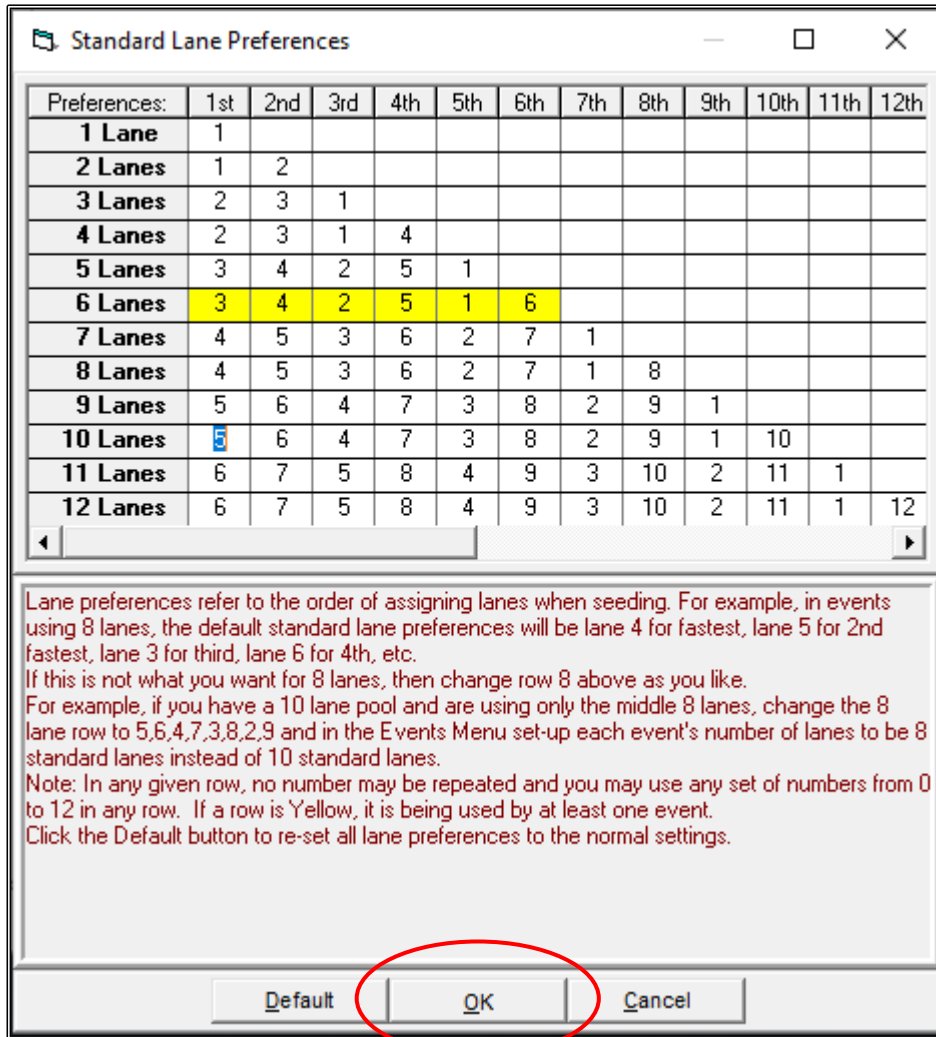 Standard Lane Preferences
Preferences: 1st 2nd 3rd 4th 5th 6th 7th 8th 9th 10th 11th 12th
1 Lane 1
2 Lanes 1 2
3 Lanes 2 3 1
4 Lanes 2 3 1 4
5 Lanes 3 4 2 5 1
6 Lanes 3 4 2 5 1 6
7 Lanes 4 5 3 6 2 7 1
8 Lanes 4 5 3 6 2 7 1 8
9 Lanes 5 6 4 7 3 8 2 9 1
10 Lanes 5 6 4 7 3 8 2 9 1 10
11 Lanes 6 7 5 8 4 9 3 10 2 11 1
12 Lanes 6 7 5 8 4 9 3 10 2 11 1 12
Lane preferences refer to the order of assigning lanes when seeding. For example, in events
using 8 lanes, the default standard lane preferences will be lane 4 for fastest, lane 5 for 2nd
fastest, lane 3 for third, lane 6 for 4th, etc.
If this is not what you want for 8 lanes, then change row 8 above as you like.
For example, if you have a 10 lane pool and are using only the middle 8 lanes, change the 8
lane row to 5,6,4,7,3,8,2,9 and in the Events Menu set-up each event's number of lanes to be 8
standard lanes instead of 10 standard lanes.
Note: In any given row, no number may be repeated and you may use any set of numbers from 0
to 12 in any row. If a row is Yellow, it is being used by at least one event.
Click the Default button to re-set all lane preferences to the normal settings.
Default OK Cancel